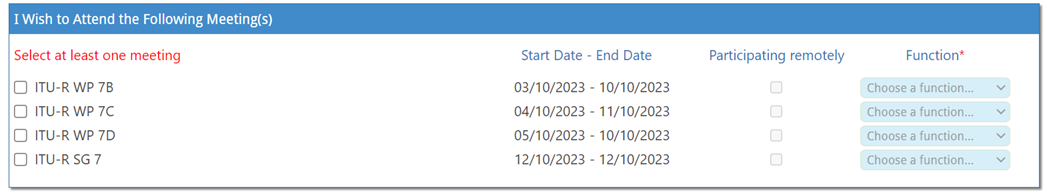 I Wish to Attend the Following Meeting(s)
Select at least one meeting Start Date - End Date Participating remotely Function*
ITU-R WP 7B 03/10/2023 - 10/10/2023 Choose a function...
ITU-R WP 7C 04/10/2023 - 11/10/2023 Choose a function...
ITU-R WP 7D 05/10/2023 - 10/10/2023 Choose a function...
ITU-R SG 7 12/10/2023 - 12/10/2023 Choose a function...